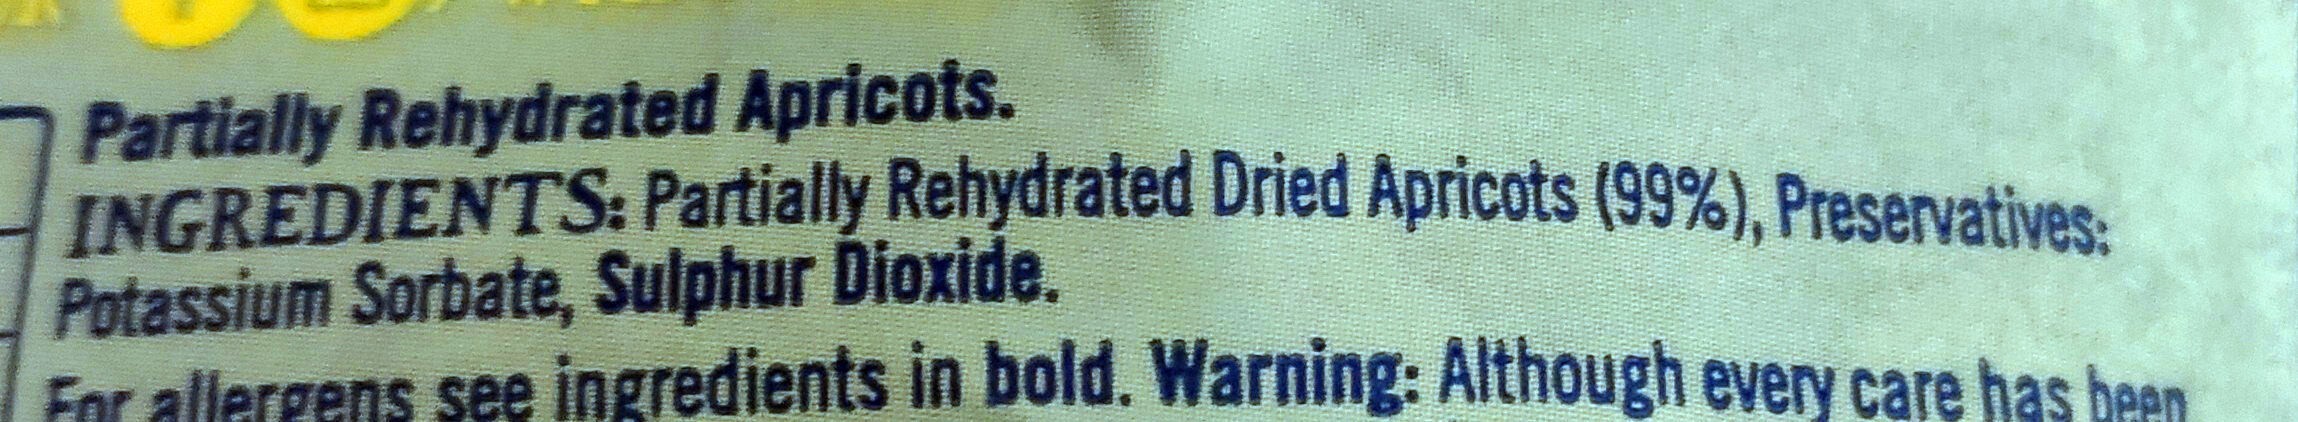 Partially Rehydrated Apricots.
INGREDIENTS: Partially Rehydrated Dried Apricots (99%), Preservatives:
Potassium Sorbate, Sulphur Dioxide.
For allergens see ingredients in bold. Warning: Although every care has been